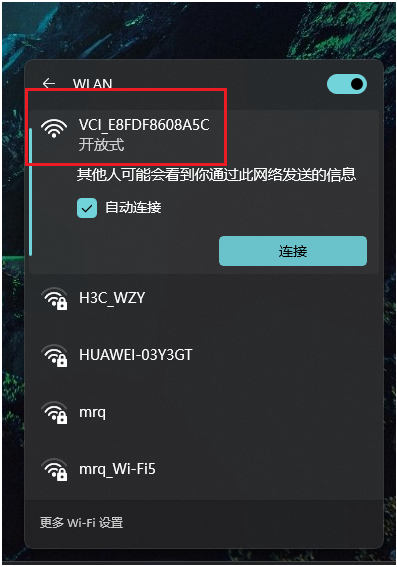 WLAN
VCI_E8FDF8608A5C
开放式
其他人可能会看到你通过此网络发送的信息
自动连接
连接
H3C_WZY
HUAWEI-03Y3GT
mrq
mrq_Wi-Fi5
更多 Wi-Fi 设置